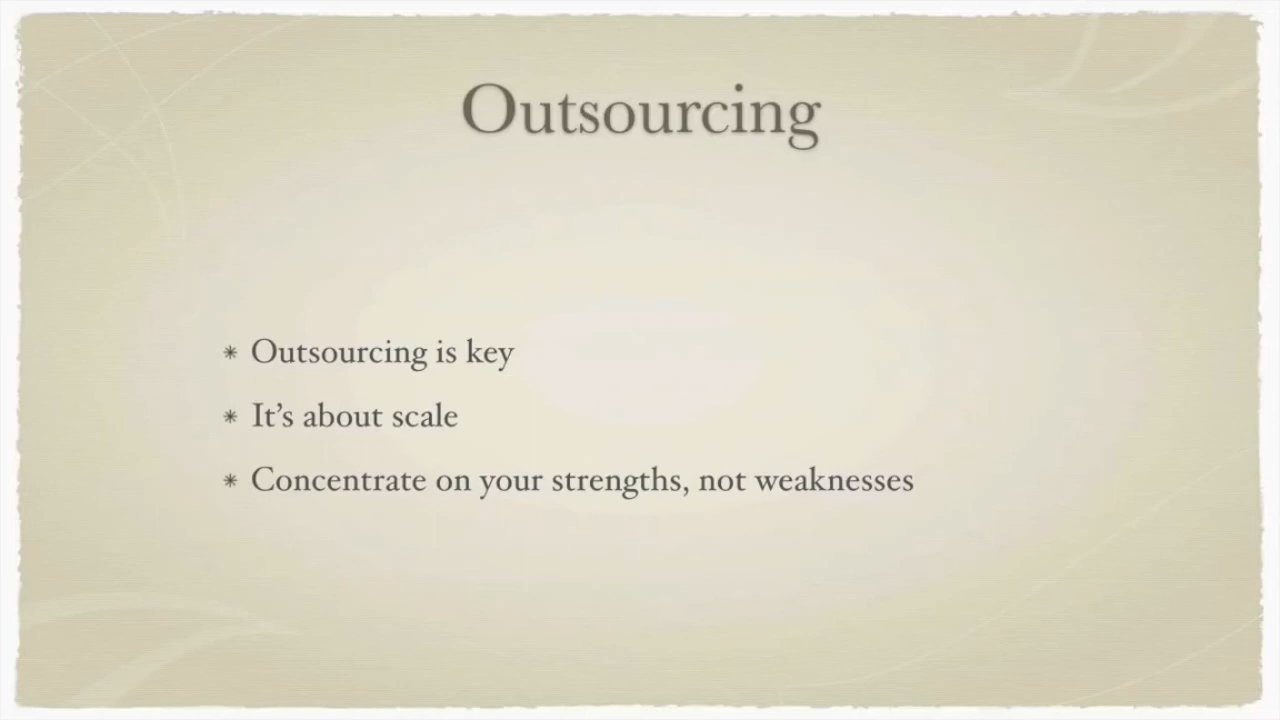 Outsourcing
* Outsourcing is key
* It’s about scale
* Concentrate on your strengths, not weaknesses